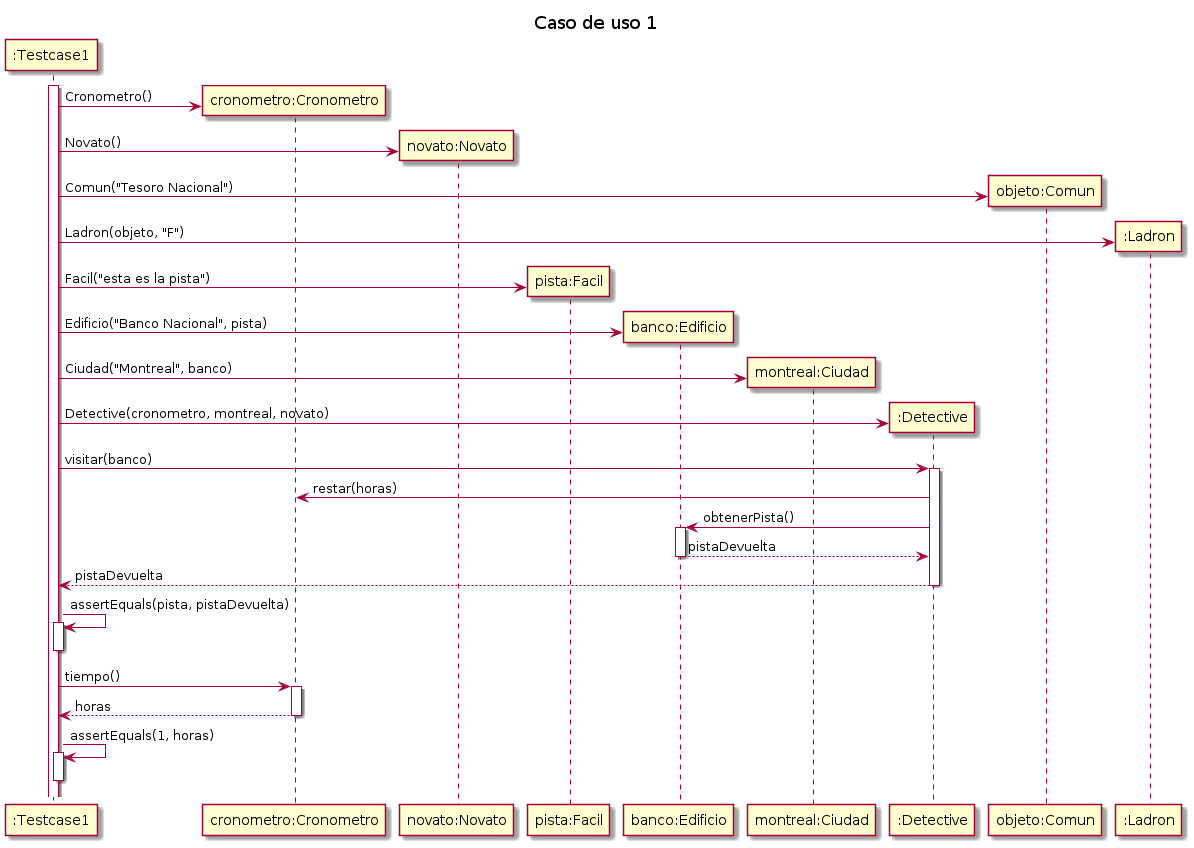 Caso de uso 1
:Testcase1
Cronometro()
cronometro:Cronometro
Novato()
novato:Novato
Comun("Tesoro Nacional")
objeto:Comun
Ladron(objeto, "F")
:Ladron
Facil("esta es la pista")
pista:Facil
Edificio("Banco Nacional", pista)
banco:Edificio
Ciudad("Montreal", banco)
montreal:Ciudad
Detective(cronometro, montreal, novato)
:Detective
visitar(banco)
restar(horas)
obtenerPista()
pistaDevuelta
pistaDevuelta
assertEquals(pista, pistaDevuelta)
tiempo()
horas
assertEquals(1, horas)
:Testcase1 cronometro:Cronometro novato:Novato pista:Facil banco:Edificio montreal:Ciudad :Detective objeto:Comun :Ladron